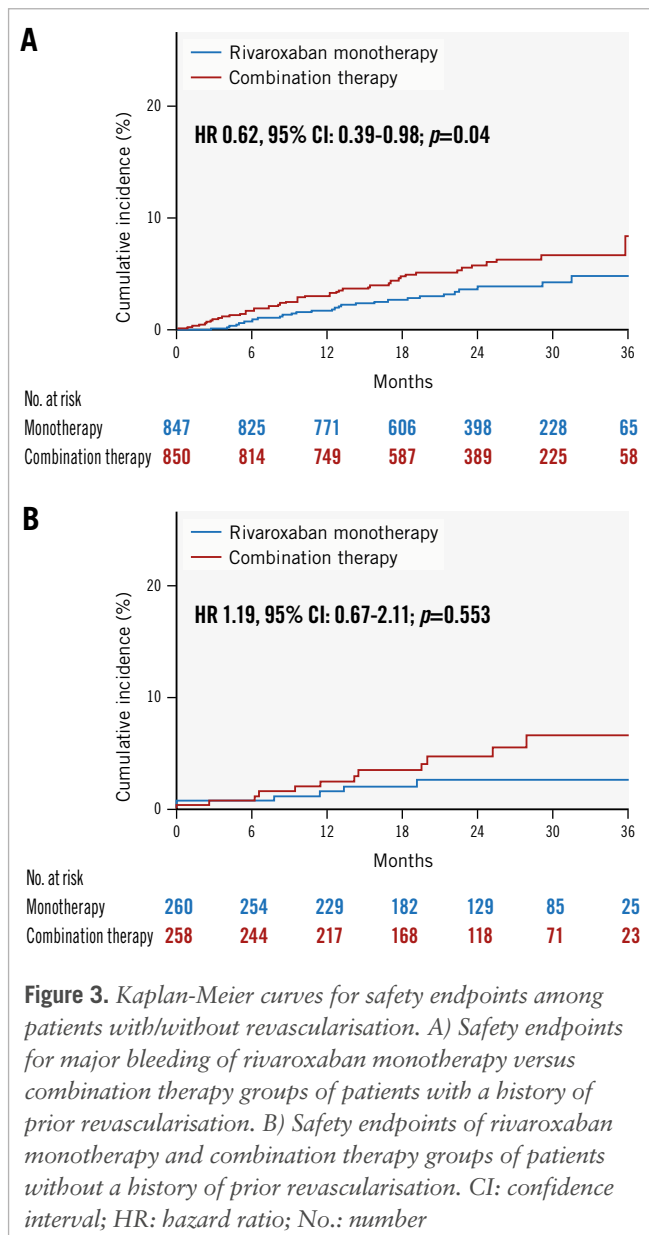 A
Rivaroxaban monotherapy
Combination therapy
HR 0.62, 95% CI: 0.39-0.98; p=0.04
Cumulative incidence (%)
20
10
0
0 6 12 18 24 30 36
Months
No. at risk
Monotherapy 847 825 771 606 398 228 65
Combination therapy 850 814 749 587 389 225 58
B
Rivaroxaban monotherapy
Combination therapy
HR 1.19, 95% CI: 0.67-2.11; p=0.553
Cumulative incidence (%)
20
10
0
0 6 12 18 24 30 36
Months
No. at risk
Monotherapy 260 254 229 182 129 85 25
Combination therapy 258 244 217 168 118 71 23
Figure 3. Kaplan-Meier curves for safety endpoints among
patients with/without revascularisation. A) Safety endpoints
for major bleeding of rivaroxaban monotherapy versus
combination therapy groups of patients with a history of
prior revascularisation. B) Safety endpoints of rivaroxaban
monotherapy and combination therapy groups of patients
without a history of prior revascularisation. CI: confidence
interval; HR: hazard ratio; No.: number